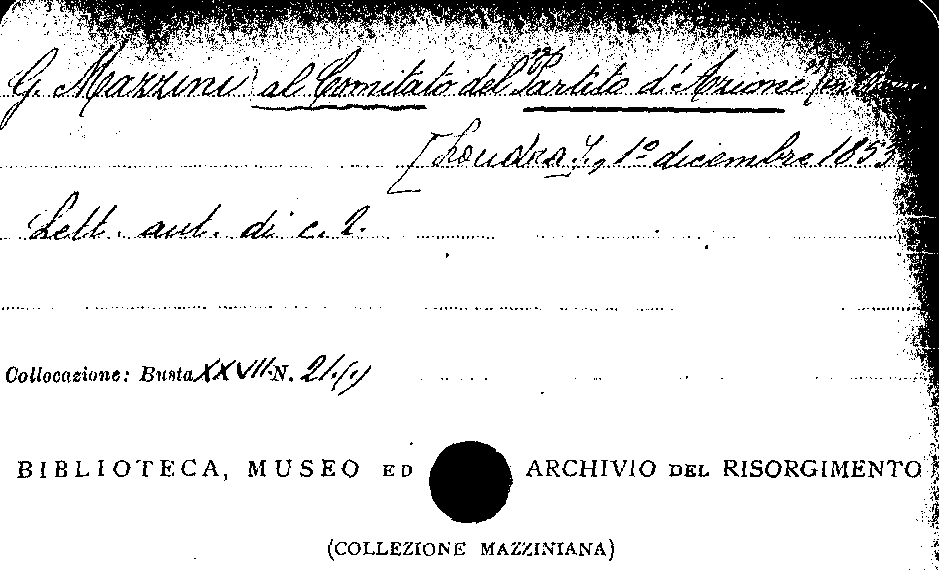 G. Mazzini al Comitato del Partito d'Azione
[Londra], 1º dicembre 1853
Lett. aut. di c. 2.
Collocazione: Busta XXVII N. 21.(1)
BIBLIOTECA, MUSEO ED ARCHIVIO DEL RISORGIMENTO
(COLLEZIONE MAZZINIANA)